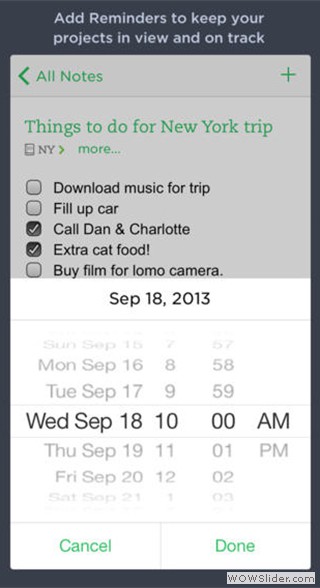 Add Reminders to keep your
projects in view and on track
All Notes +
Things to do for New York trip
NY > more...
Download music for trip
Fill up car
Call Dan & Charlotte
Extra cat food!
Buy film for lomo camera.
Sep 18, 2013
Sun Sep 15 7 57
Mon Sep 16 8 58
Tue Sep 17 9 59
Wed Sep 18 10 00 AM
Thu Sep 19 11 01 PM
Fri Sep 20 12 02
Sat Sep 21 1 03
Cancel Done
WOWSlider.com